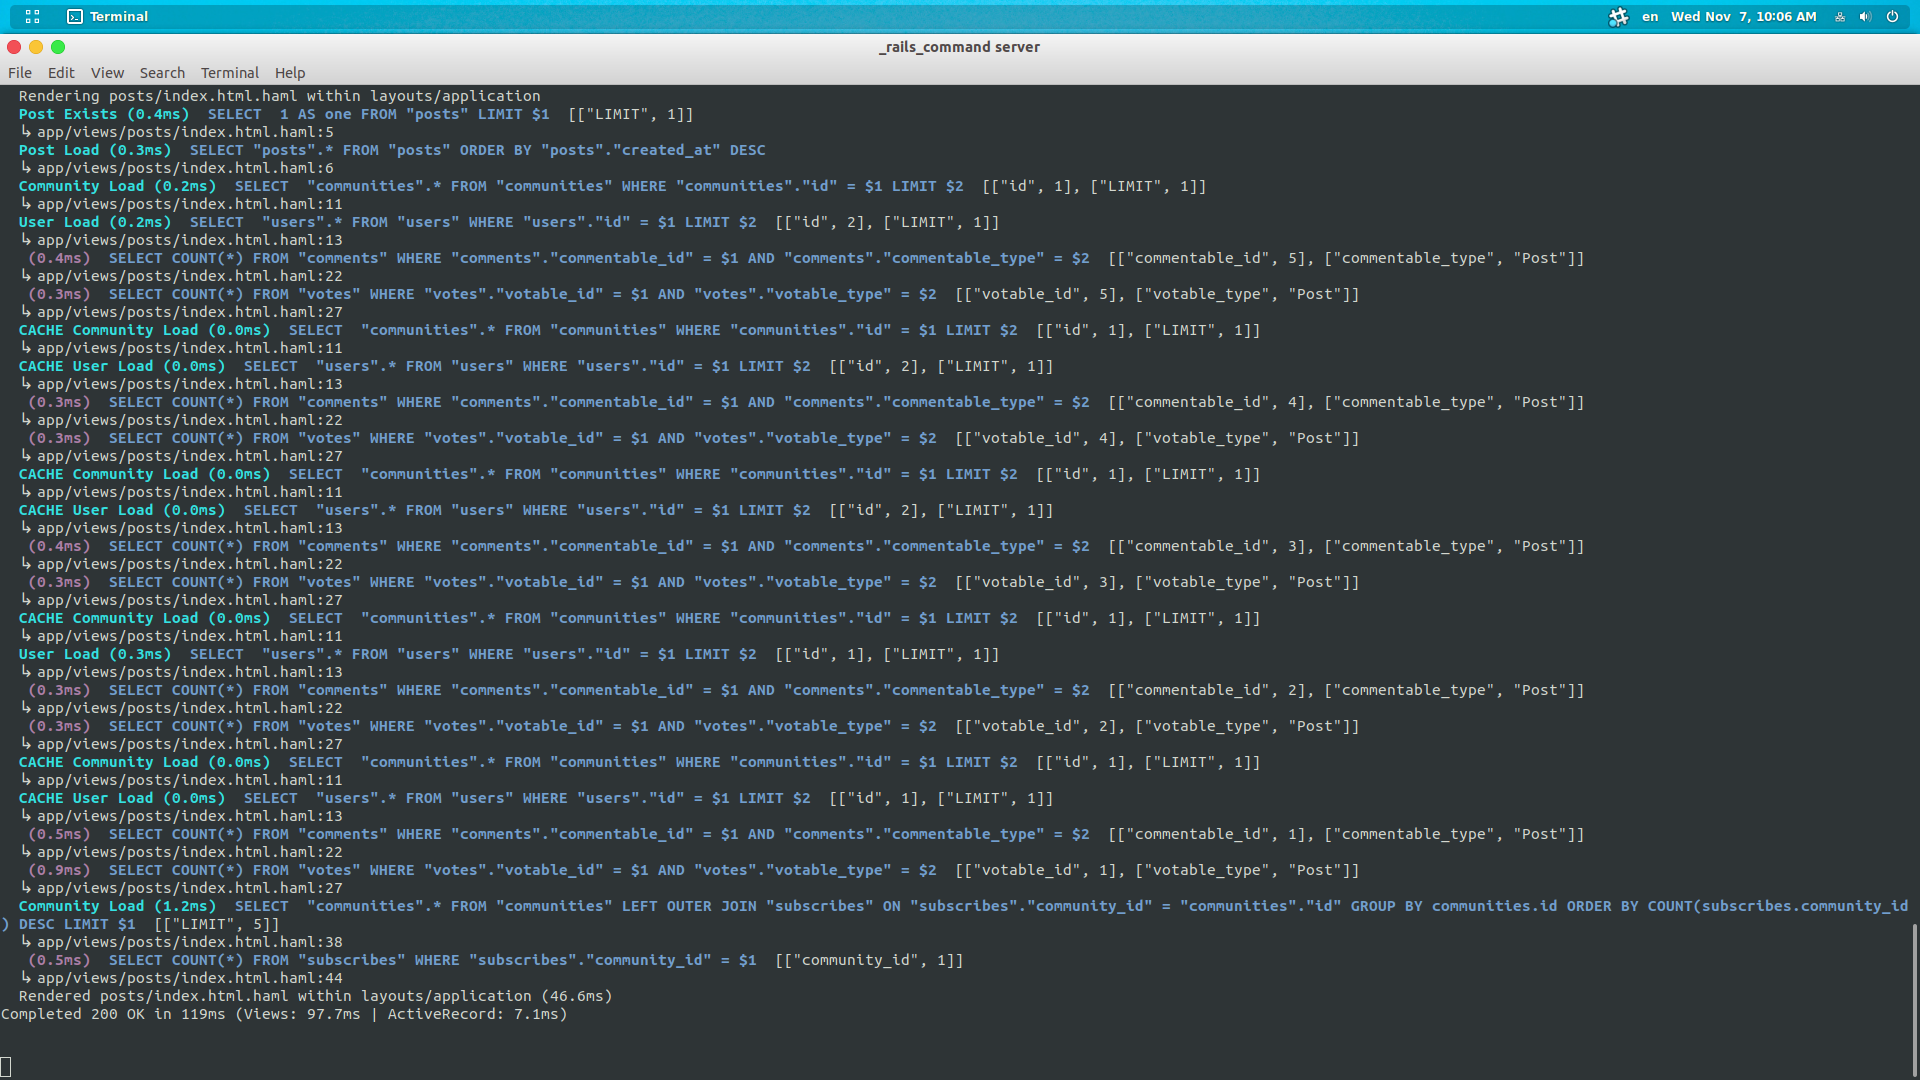 Terminal
en Wed Nov 7, 10:06 AM
_rails_command server
File Edit View Search Terminal Help
Rendering posts/index.html.haml within layouts/application
Post Exists (0.4ms)  SELECT  1 AS one FROM "posts" LIMIT $1  [["LIMIT", 1]]
↳ app/views/posts/index.html.haml:5
Post Load (0.3ms)  SELECT "posts".* FROM "posts" ORDER BY "posts"."created_at" DESC
↳ app/views/posts/index.html.haml:6
Community Load (0.2ms)  SELECT  "communities".* FROM "communities" WHERE "communities"."id" = $1 LIMIT $2  [["id", 1], ["LIMIT", 1]]
↳ app/views/posts/index.html.haml:11
User Load (0.2ms)  SELECT  "users".* FROM "users" WHERE "users"."id" = $1 LIMIT $2  [["id", 2], ["LIMIT", 1]]
↳ app/views/posts/index.html.haml:13
(0.4ms)  SELECT COUNT(*) FROM "comments" WHERE "comments"."commentable_id" = $1 AND "comments"."commentable_type" = $2  [["commentable_id", 5], ["commentable_type", "Post"]]
↳ app/views/posts/index.html.haml:22
(0.3ms)  SELECT COUNT(*) FROM "votes" WHERE "votes"."votable_id" = $1 AND "votes"."votable_type" = $2  [["votable_id", 5], ["votable_type", "Post"]]
↳ app/views/posts/index.html.haml:27
CACHE Community Load (0.0ms)  SELECT  "communities".* FROM "communities" WHERE "communities"."id" = $1 LIMIT $2  [["id", 1], ["LIMIT", 1]]
↳ app/views/posts/index.html.haml:11
CACHE User Load (0.0ms)  SELECT  "users".* FROM "users" WHERE "users"."id" = $1 LIMIT $2  [["id", 2], ["LIMIT", 1]]
↳ app/views/posts/index.html.haml:13
(0.3ms)  SELECT COUNT(*) FROM "comments" WHERE "comments"."commentable_id" = $1 AND "comments"."commentable_type" = $2  [["commentable_id", 4], ["commentable_type", "Post"]]
↳ app/views/posts/index.html.haml:22
(0.3ms)  SELECT COUNT(*) FROM "votes" WHERE "votes"."votable_id" = $1 AND "votes"."votable_type" = $2  [["votable_id", 4], ["votable_type", "Post"]]
↳ app/views/posts/index.html.haml:27
CACHE Community Load (0.0ms)  SELECT  "communities".* FROM "communities" WHERE "communities"."id" = $1 LIMIT $2  [["id", 1], ["LIMIT", 1]]
↳ app/views/posts/index.html.haml:11
CACHE User Load (0.0ms)  SELECT  "users".* FROM "users" WHERE "users"."id" = $1 LIMIT $2  [["id", 2], ["LIMIT", 1]]
↳ app/views/posts/index.html.haml:13
(0.4ms)  SELECT COUNT(*) FROM "comments" WHERE "comments"."commentable_id" = $1 AND "comments"."commentable_type" = $2  [["commentable_id", 3], ["commentable_type", "Post"]]
↳ app/views/posts/index.html.haml:22
(0.3ms)  SELECT COUNT(*) FROM "votes" WHERE "votes"."votable_id" = $1 AND "votes"."votable_type" = $2  [["votable_id", 3], ["votable_type", "Post"]]
↳ app/views/posts/index.html.haml:27
CACHE Community Load (0.0ms)  SELECT  "communities".* FROM "communities" WHERE "communities"."id" = $1 LIMIT $2  [["id", 1], ["LIMIT", 1]]
↳ app/views/posts/index.html.haml:11
User Load (0.3ms)  SELECT  "users".* FROM "users" WHERE "users"."id" = $1 LIMIT $2  [["id", 1], ["LIMIT", 1]]
↳ app/views/posts/index.html.haml:13
(0.3ms)  SELECT COUNT(*) FROM "comments" WHERE "comments"."commentable_id" = $1 AND "comments"."commentable_type" = $2  [["commentable_id", 2], ["commentable_type", "Post"]]
↳ app/views/posts/index.html.haml:22
(0.3ms)  SELECT COUNT(*) FROM "votes" WHERE "votes"."votable_id" = $1 AND "votes"."votable_type" = $2  [["votable_id", 2], ["votable_type", "Post"]]
↳ app/views/posts/index.html.haml:27
CACHE Community Load (0.0ms)  SELECT  "communities".* FROM "communities" WHERE "communities"."id" = $1 LIMIT $2  [["id", 1], ["LIMIT", 1]]
↳ app/views/posts/index.html.haml:11
CACHE User Load (0.0ms)  SELECT  "users".* FROM "users" WHERE "users"."id" = $1 LIMIT $2  [["id", 1], ["LIMIT", 1]]
↳ app/views/posts/index.html.haml:13
(0.5ms)  SELECT COUNT(*) FROM "comments" WHERE "comments"."commentable_id" = $1 AND "comments"."commentable_type" = $2  [["commentable_id", 1], ["commentable_type", "Post"]]
↳ app/views/posts/index.html.haml:22
(0.9ms)  SELECT COUNT(*) FROM "votes" WHERE "votes"."votable_id" = $1 AND "votes"."votable_type" = $2  [["votable_id", 1], ["votable_type", "Post"]]
↳ app/views/posts/index.html.haml:27
Community Load (1.2ms)  SELECT  "communities".* FROM "communities" LEFT OUTER JOIN "subscribes" ON "subscribes"."community_id" = "communities"."id" GROUP BY communities.id ORDER BY COUNT(subscribes.community_id
) DESC LIMIT $1  [["LIMIT", 5]]
↳ app/views/posts/index.html.haml:38
(0.5ms)  SELECT COUNT(*) FROM "subscribes" WHERE "subscribes"."community_id" = $1  [["community_id", 1]]
↳ app/views/posts/index.html.haml:44
Rendered posts/index.html.haml within layouts/application (46.6ms)
Completed 200 OK in 119ms (Views: 97.7ms | ActiveRecord: 7.1ms)